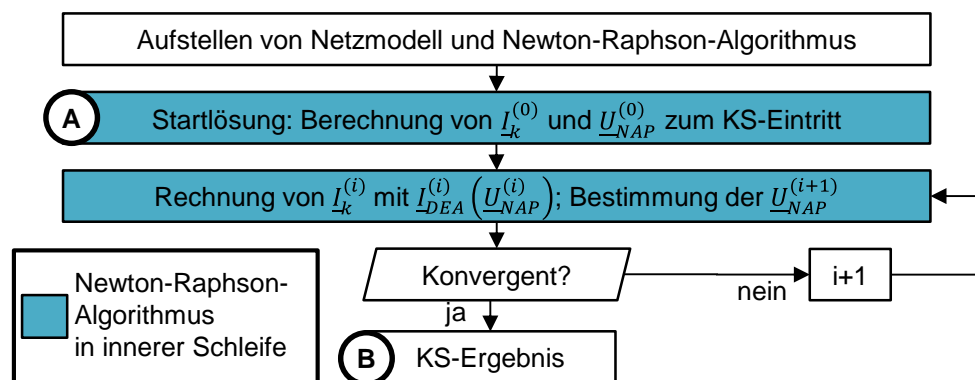 Aufstellen von Netzmodell und Newton-Raphson-Algorithmus
A
Startlösung: Berechnung von I_k^(0) und U_NAP^(0) zum KS-Eintritt
Rechnung von I_k^(i) mit I_DEA^(i) (U_NAP^(i)); Bestimmung der U_NAP^(i+1)
Konvergent?
nein
i+1
ja
B
KS-Ergebnis
Newton-Raphson-
Algorithmus
in innerer Schleife